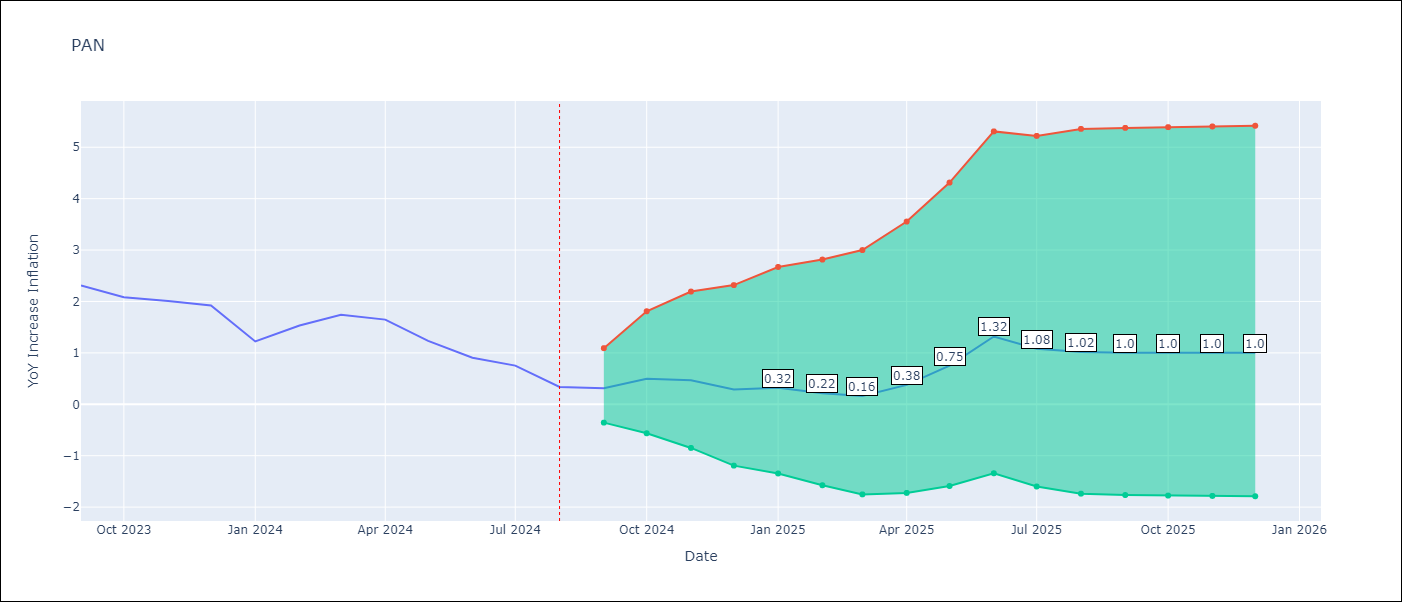 PAN
YoY Increase Inflation
5
4
3
2
1
0
−1
−2
0.32
0.22
0.16
0.38
0.75
1.32
1.08
1.02
1.0
1.0
1.0
1.0
Oct 2023
Jan 2024
Apr 2024
Jul 2024
Oct 2024
Jan 2025
Apr 2025
Jul 2025
Oct 2025
Jan 2026
Date